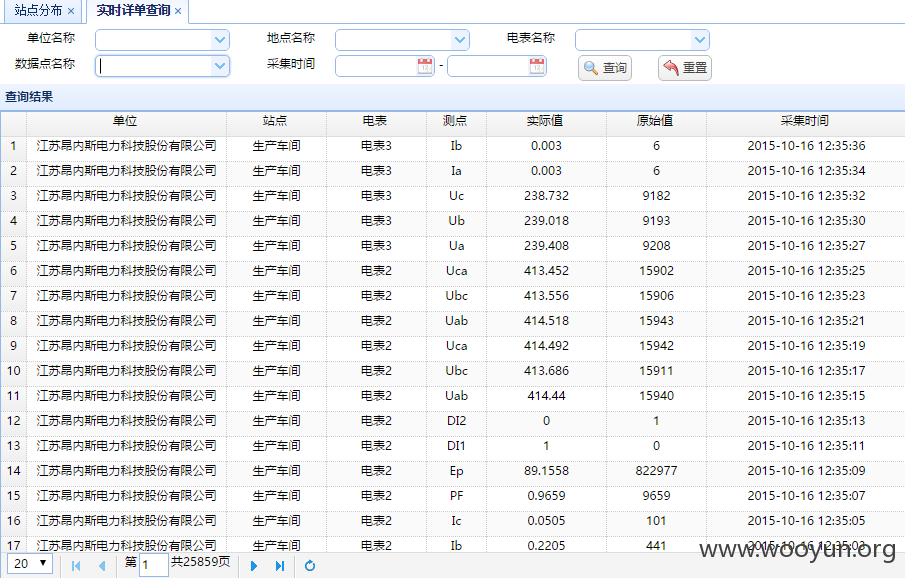 站点分布 × 实时详单查询 ×
单位名称 地点名称 电表名称
数据点名称 采集时间 - 查询 重置
查询结果
单位 站点 电表 测点 实际值 原始值 采集时间
1 江苏昂内斯电力科技股份有限公司 生产车间 电表3 Ib 0.003 6 2015-10-16 12:35:36
2 江苏昂内斯电力科技股份有限公司 生产车间 电表3 Ia 0.003 6 2015-10-16 12:35:34
3 江苏昂内斯电力科技股份有限公司 生产车间 电表3 Uc 238.732 9182 2015-10-16 12:35:32
4 江苏昂内斯电力科技股份有限公司 生产车间 电表3 Ub 239.018 9193 2015-10-16 12:35:30
5 江苏昂内斯电力科技股份有限公司 生产车间 电表3 Ua 239.408 9208 2015-10-16 12:35:27
6 江苏昂内斯电力科技股份有限公司 生产车间 电表2 Uca 413.452 15902 2015-10-16 12:35:25
7 江苏昂内斯电力科技股份有限公司 生产车间 电表2 Ubc 413.556 15906 2015-10-16 12:35:23
8 江苏昂内斯电力科技股份有限公司 生产车间 电表2 Uab 414.518 15943 2015-10-16 12:35:21
9 江苏昂内斯电力科技股份有限公司 生产车间 电表2 Uca 414.492 15942 2015-10-16 12:35:19
10 江苏昂内斯电力科技股份有限公司 生产车间 电表2 Ubc 413.686 15911 2015-10-16 12:35:17
11 江苏昂内斯电力科技股份有限公司 生产车间 电表2 Uab 414.44 15940 2015-10-16 12:35:15
12 江苏昂内斯电力科技股份有限公司 生产车间 电表2 DI2 0 1 2015-10-16 12:35:13
13 江苏昂内斯电力科技股份有限公司 生产车间 电表2 DI1 1 0 2015-10-16 12:35:11
14 江苏昂内斯电力科技股份有限公司 生产车间 电表2 Ep 89.1558 822977 2015-10-16 12:35:09
15 江苏昂内斯电力科技股份有限公司 生产车间 电表2 PF 0.9659 9659 2015-10-16 12:35:07
16 江苏昂内斯电力科技股份有限公司 生产车间 电表2 Ic 0.0505 101 2015-10-16 12:35:05
17 江苏昂内斯电力科技股份有限公司 生产车间 电表2 Ib 0.2205 441 2015-10-16 12:35:03
www.wooyun.org
20 第 1 共25859页